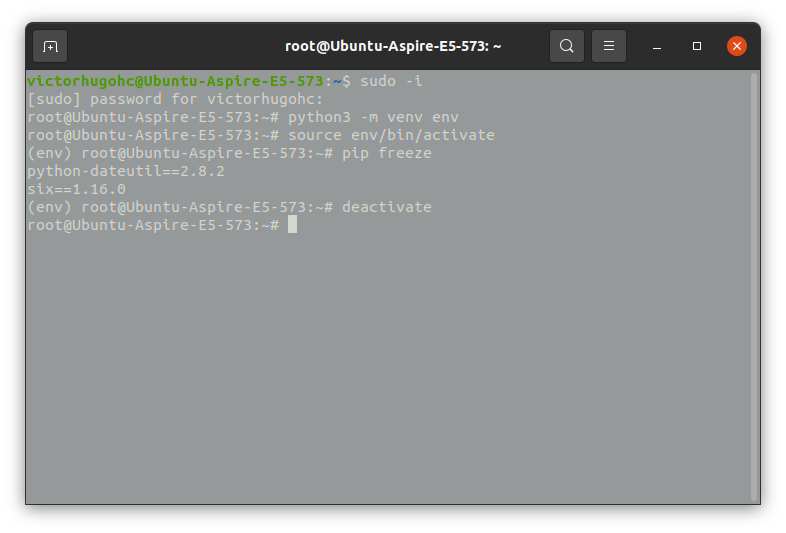 root@Ubuntu-Aspire-E5-573: ~
victorhugohc@Ubuntu-Aspire-E5-573:~$ sudo -i
[sudo] password for victorhugohc:
root@Ubuntu-Aspire-E5-573:~# python3 -m venv env
root@Ubuntu-Aspire-E5-573:~# source env/bin/activate
(env) root@Ubuntu-Aspire-E5-573:~# pip freeze
python-dateutil==2.8.2
six==1.16.0
(env) root@Ubuntu-Aspire-E5-573:~# deactivate
root@Ubuntu-Aspire-E5-573:~#